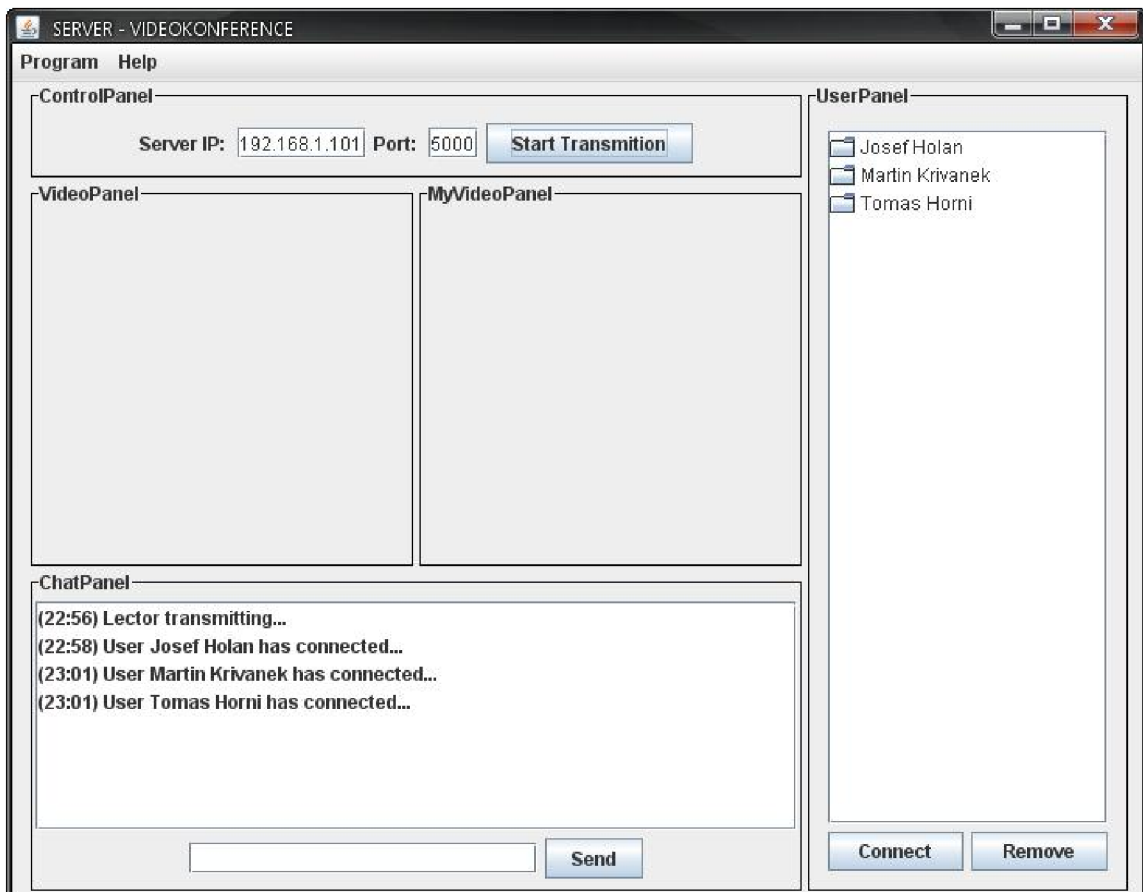 SERVER - VIDEOKONFERENCE
Program Help
ControlPanel
Server IP: 192.168.1.101 Port: 5000 Start Transmition
UserPanel
Josef Holan
Martin Krivanek
Tomas Horni
VideoPanel
MyVideoPanel
ChatPanel
(22:56) Lector transmitting...
(22:58) User Josef Holan has connected...
(23:01) User Martin Krivanek has connected...
(23:01) User Tomas Horni has connected...
Send
Connect Remove